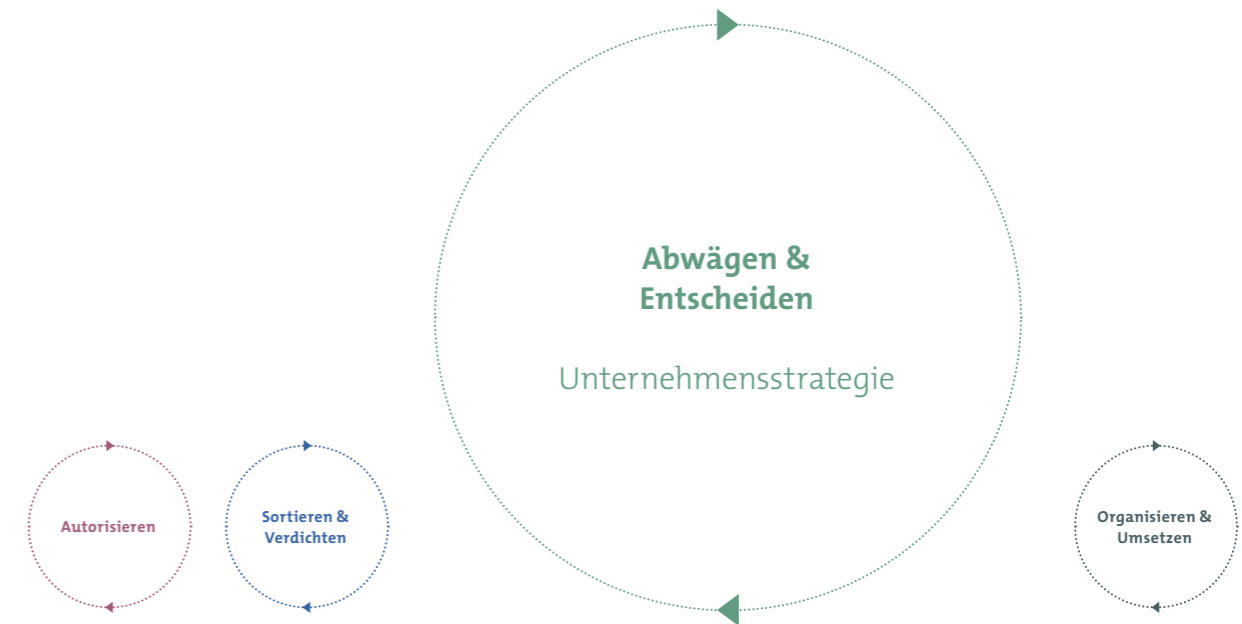 Autorisieren
Sortieren &
Verdichten
Abwägen &
Entscheiden
Unternehmensstrategie
Organisieren &
Umsetzen